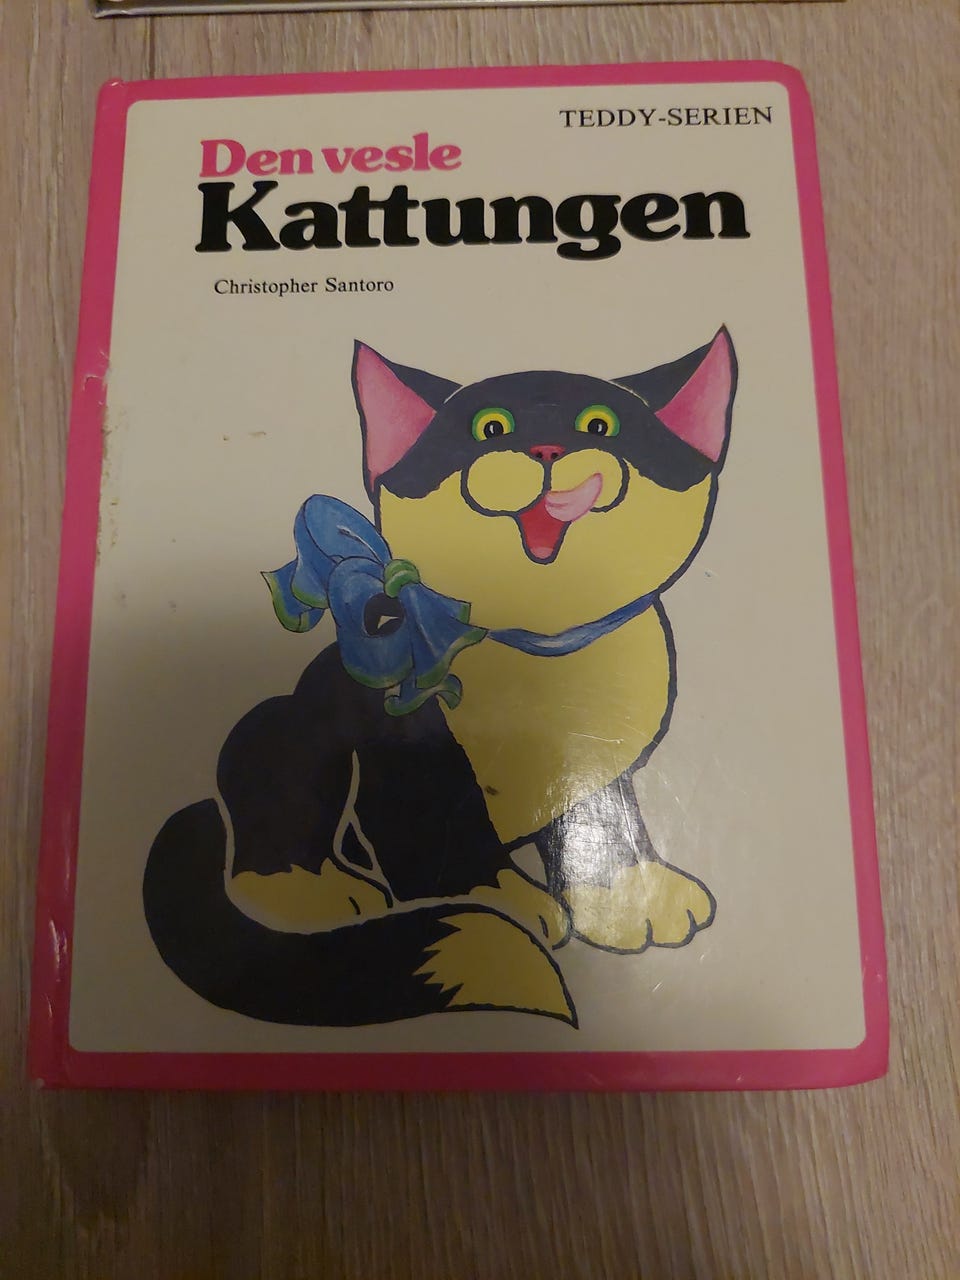 TEDDY-SERIEN
Den vesle
Kattungen
Christopher Santoro